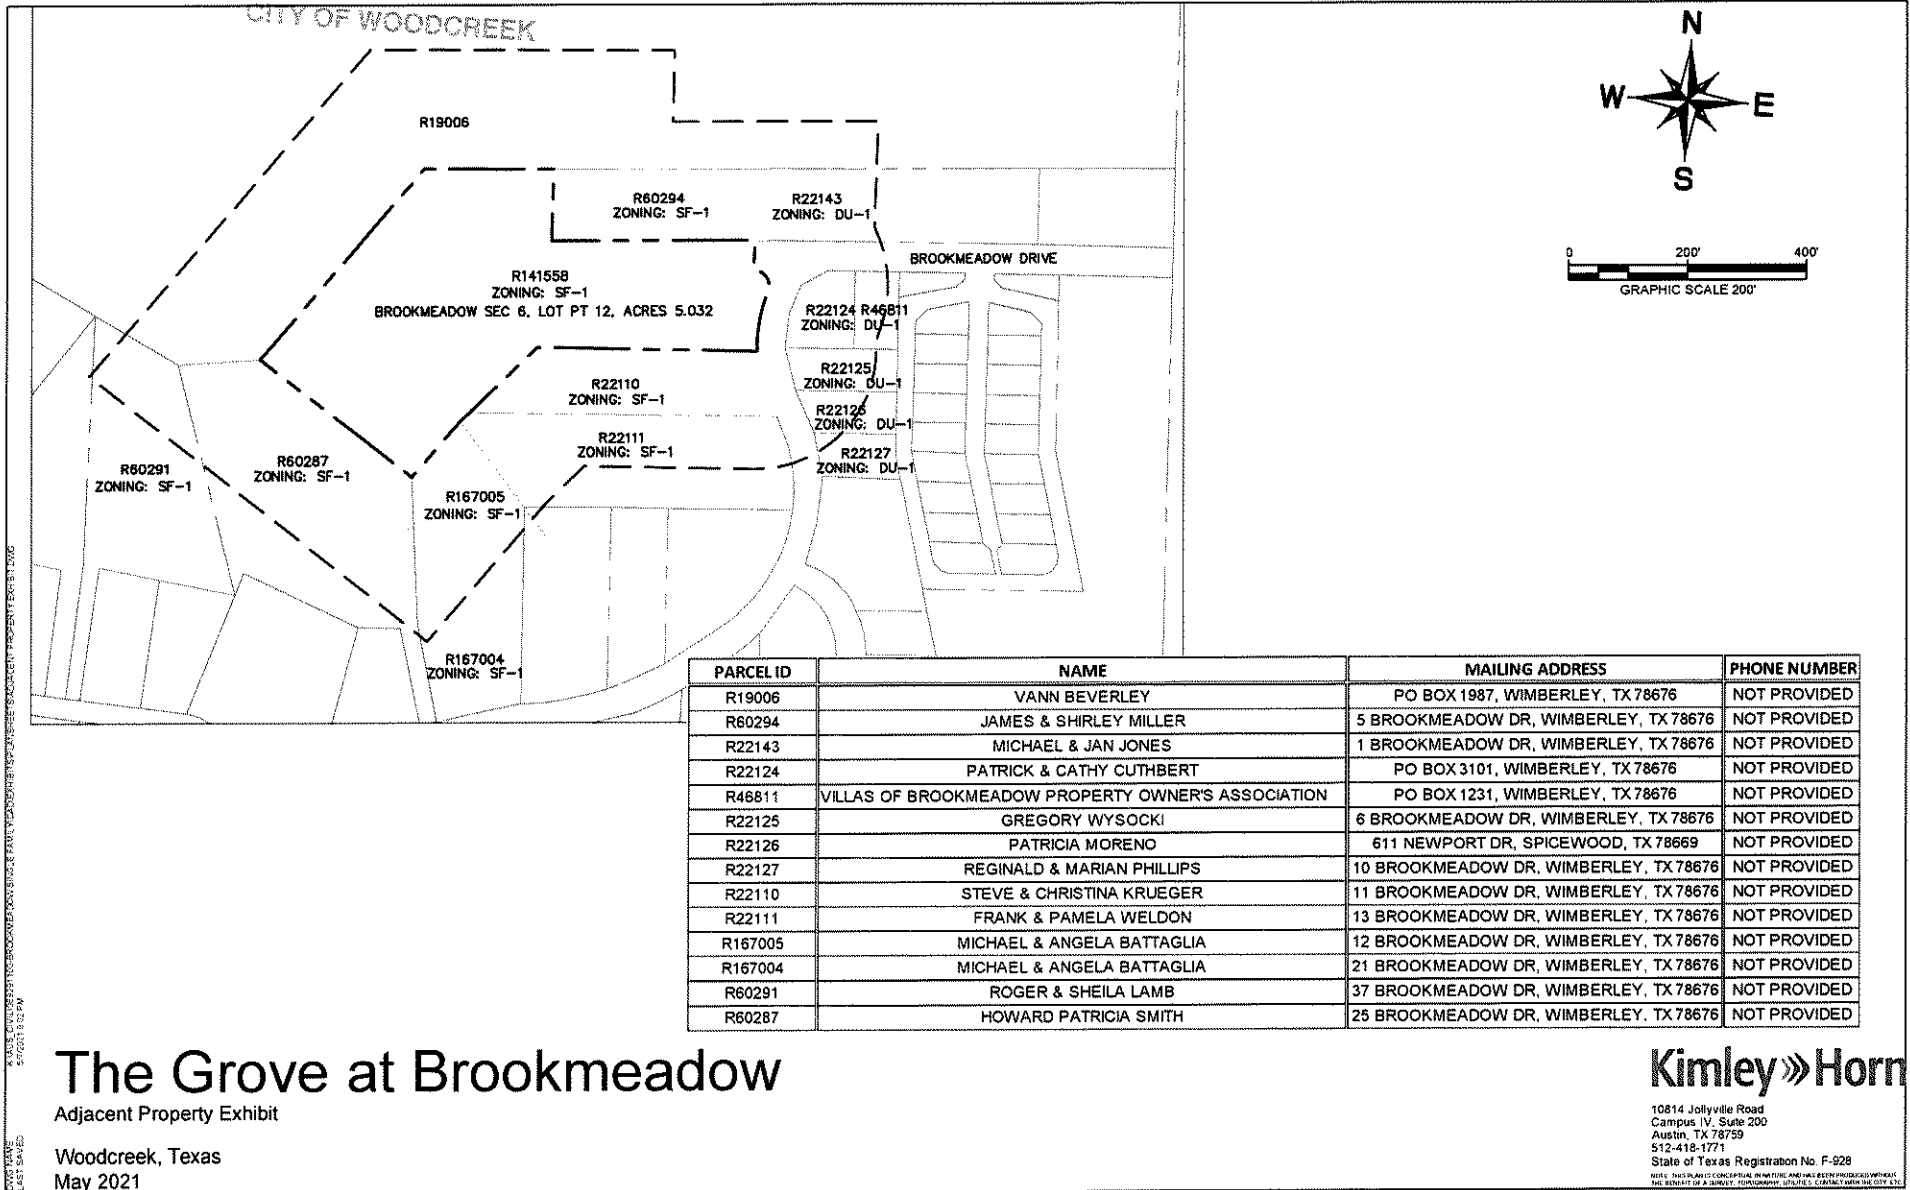 CITY OF WOODCREEK
N
W E
S
0 200' 400'
GRAPHIC SCALE 200'
R19006
R60294
ZONING: SF-1
R22143
ZONING: DU-1
BROOKMEADOW DRIVE
R141558
ZONING: SF-1
BROOKMEADOW SEC 6, LOT PT 12, ACRES 5.032
R22124 R46811
ZONING: DU-1
R22125
ZONING: DU-1
R22110
ZONING: SF-1
R22126
ZONING: DU-1
R22111
ZONING: SF-1
R22127
ZONING: DU-1
R60291
ZONING: SF-1
R60287
ZONING: SF-1
R167005
ZONING: SF-1
R167004
ZONING: SF-1
PARCEL ID NAME MAILING ADDRESS PHONE NUMBER
R19006 VANN BEVERLEY PO BOX 1987, WIMBERLEY, TX 78676 NOT PROVIDED
R60294 JAMES & SHIRLEY MILLER 5 BROOKMEADOW DR, WIMBERLEY, TX 78676 NOT PROVIDED
R22143 MICHAEL & JAN JONES 1 BROOKMEADOW DR, WIMBERLEY, TX 78676 NOT PROVIDED
R22124 PATRICK & CATHY CUTHBERT PO BOX 3101, WIMBERLEY, TX 78676 NOT PROVIDED
R46811 VILLAS OF BROOKMEADOW PROPERTY OWNER'S ASSOCIATION PO BOX 1231, WIMBERLEY, TX 78676 NOT PROVIDED
R22125 GREGORY WYSOCKI 6 BROOKMEADOW DR, WIMBERLEY, TX 78676 NOT PROVIDED
R22126 PATRICIA MORENO 611 NEWPORT DR, SPICEWOOD, TX 78669 NOT PROVIDED
R22127 REGINALD & MARIAN PHILLIPS 10 BROOKMEADOW DR, WIMBERLEY, TX 78676 NOT PROVIDED
R22110 STEVE & CHRISTINA KRUEGER 11 BROOKMEADOW DR, WIMBERLEY, TX 78676 NOT PROVIDED
R22111 FRANK & PAMELA WELDON 13 BROOKMEADOW DR, WIMBERLEY, TX 78676 NOT PROVIDED
R167005 MICHAEL & ANGELA BATTAGLIA 12 BROOKMEADOW DR, WIMBERLEY, TX 78676 NOT PROVIDED
R167004 MICHAEL & ANGELA BATTAGLIA 21 BROOKMEADOW DR, WIMBERLEY, TX 78676 NOT PROVIDED
R60291 ROGER & SHEILA LAMB 37 BROOKMEADOW DR, WIMBERLEY, TX 78676 NOT PROVIDED
R60287 HOWARD PATRICIA SMITH 25 BROOKMEADOW DR, WIMBERLEY, TX 78676 NOT PROVIDED
The Grove at Brookmeadow
Adjacent Property Exhibit
Woodcreek, Texas
May 2021
Kimley»Horn
10814 Jollyville Road
Campus IV, Suite 200
Austin, TX 78759
512-418-1771
State of Texas Registration No. F-928
DWG NAME
LAST SAVED